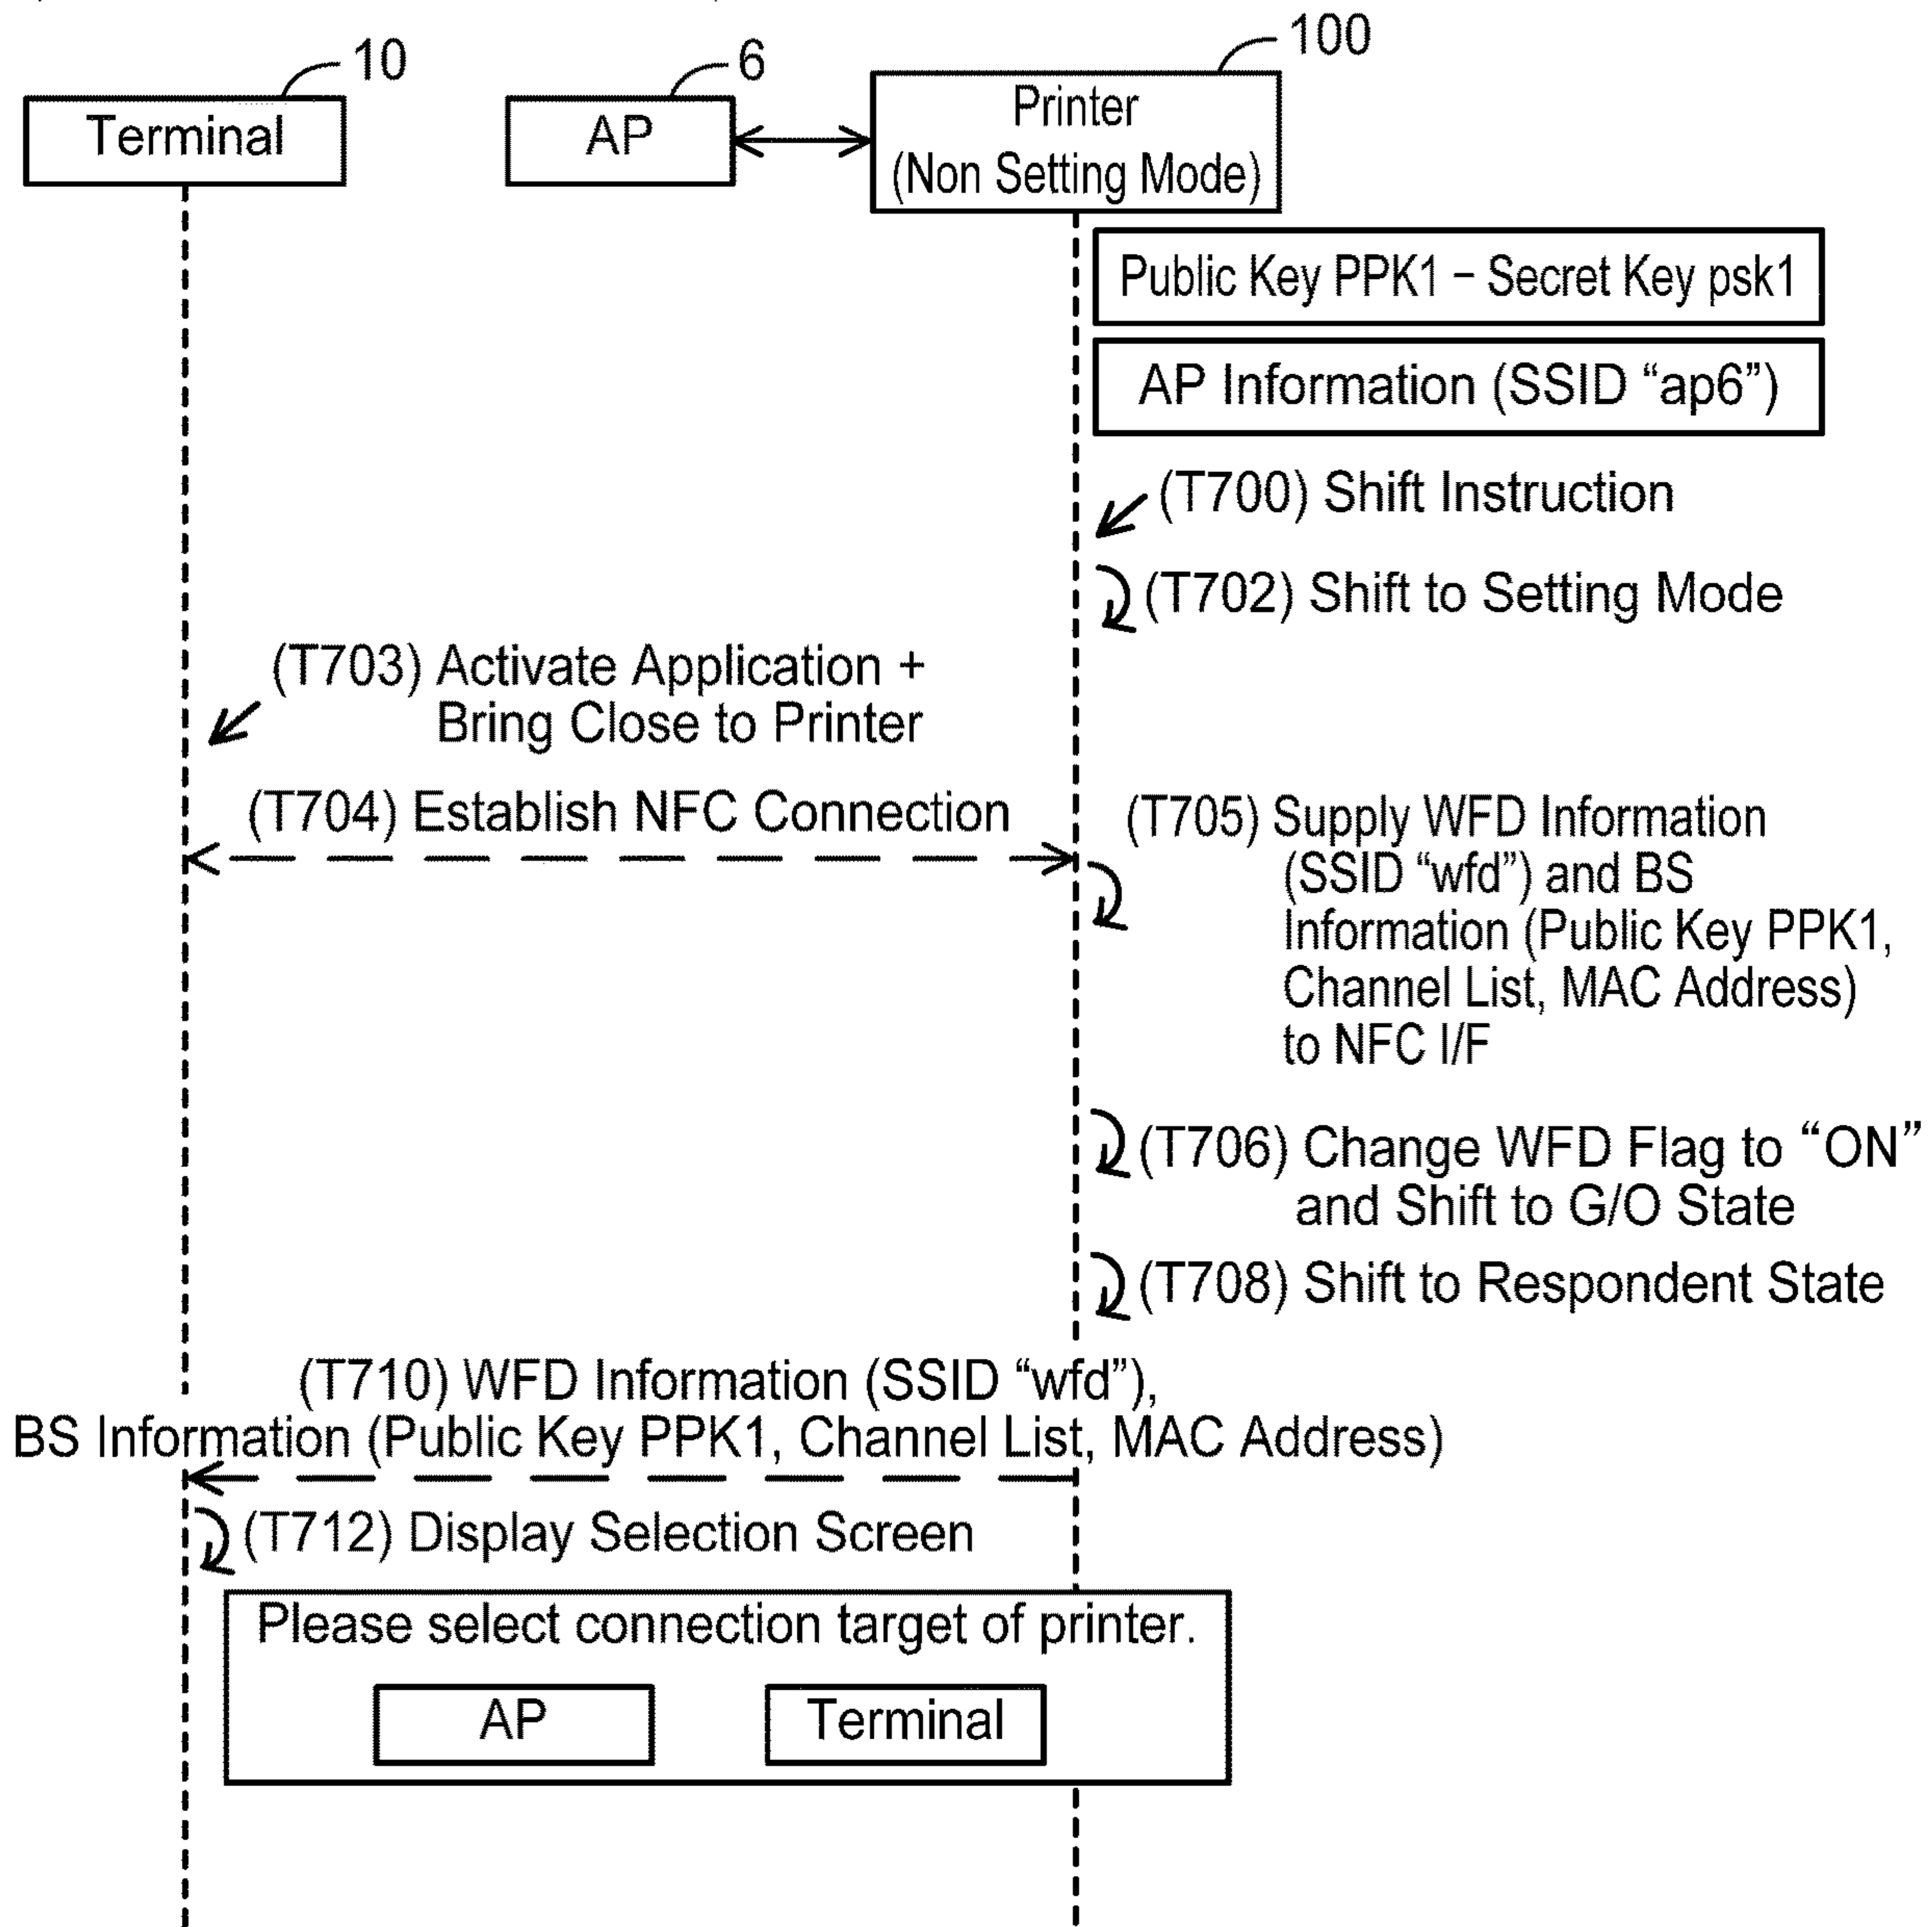 10
6
100
Terminal
AP
Printer
(Non Setting Mode)
Public Key PPK1 – Secret Key psk1
AP Information (SSID “ap6”)
(T700) Shift Instruction
(T702) Shift to Setting Mode
(T703) Activate Application +
Bring Close to Printer
(T704) Establish NFC Connection
(T705) Supply WFD Information
(SSID “wfd”) and BS
Information (Public Key PPK1,
Channel List, MAC Address)
to NFC I/F
(T706) Change WFD Flag to “ON”
and Shift to G/O State
(T708) Shift to Respondent State
(T710) WFD Information (SSID “wfd”),
BS Information (Public Key PPK1, Channel List, MAC Address)
(T712) Display Selection Screen
Please select connection target of printer.
AP
Terminal